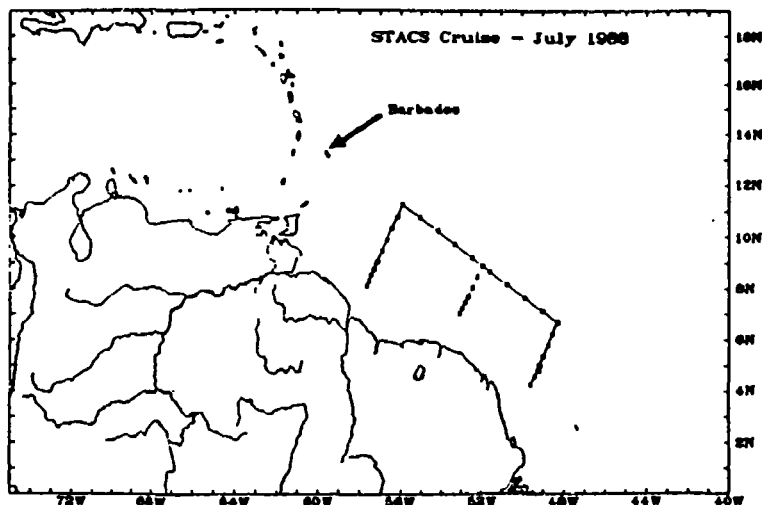 STACS Cruise - July 1988
18N
16N
Barbados
14N
12N
10N
8N
6N
4N
2N
72W 68W 64W 60W 56W 52W 48W 44W 40W